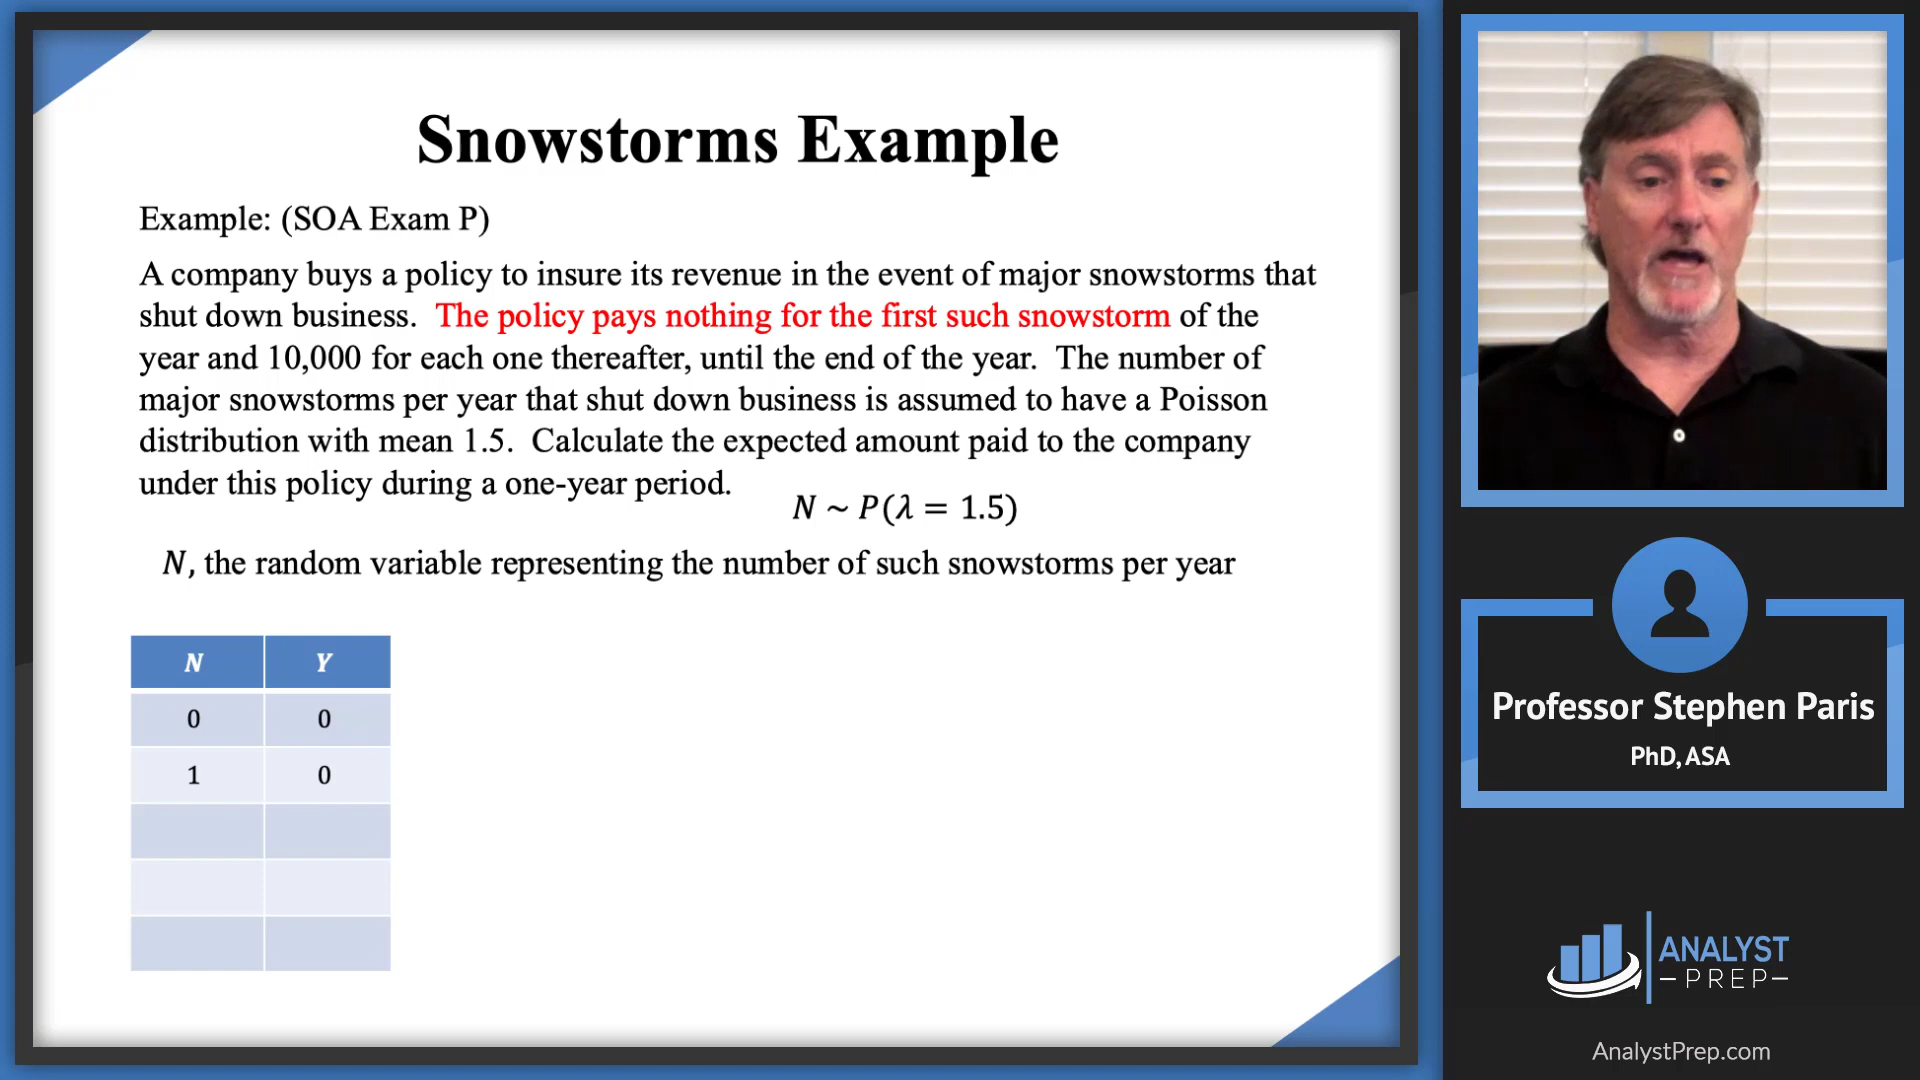 Snowstorms Example
Example: (SOA Exam P)
A company buys a policy to insure its revenue in the event of major snowstorms that
shut down business. The policy pays nothing for the first such snowstorm of the
year and 10,000 for each one thereafter, until the end of the year. The number of
major snowstorms per year that shut down business is assumed to have a Poisson
distribution with mean 1.5. Calculate the expected amount paid to the company
under this policy during a one-year period.
N ~ P(λ = 1.5)
N, the random variable representing the number of such snowstorms per year
N Y
0 0
1 0
Professor Stephen Paris
PhD, ASA
ANALYST
PREP
AnalystPrep.com